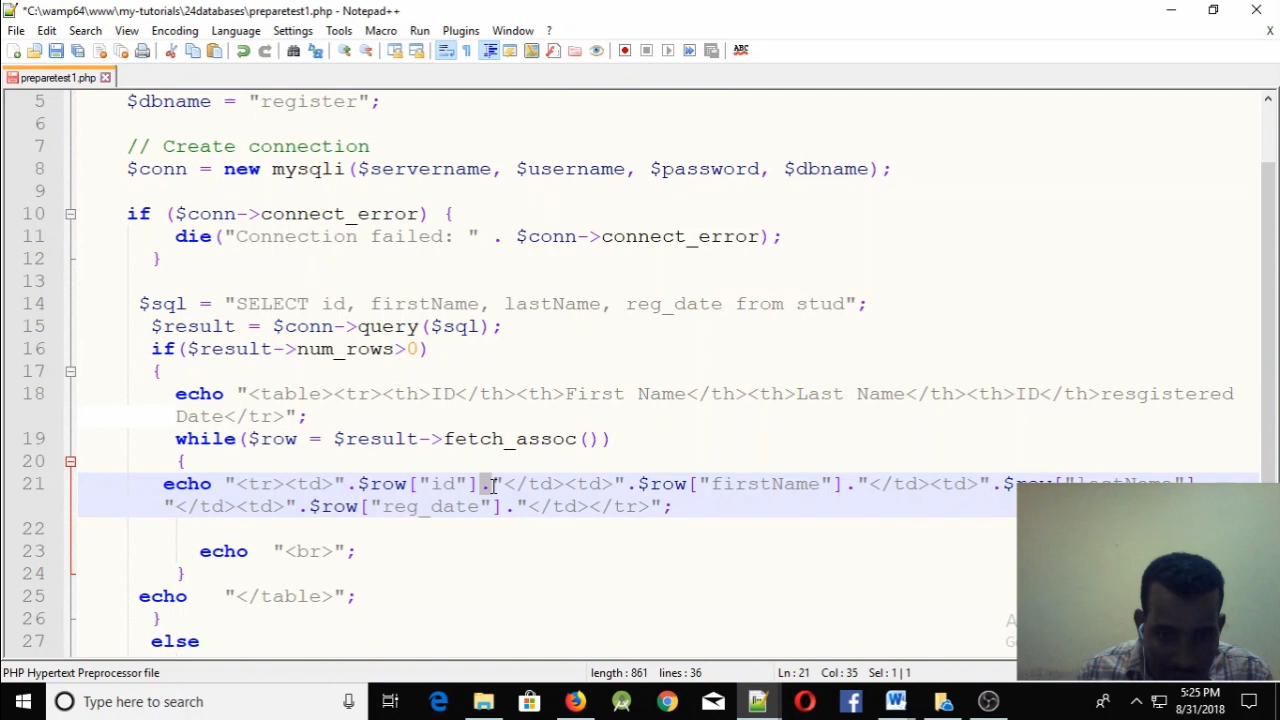 *C:\wamp64\www\my-tutorials\24databases\preparetest1.php - Notepad++
File Edit Search View Encoding Language Settings Tools Macro Run Plugins Window ? X
preparetest1.php
5 $dbname = "register";
6
7 // Create connection
8 $conn = new mysqli($servername, $username, $password, $dbname);
9
10 if ($conn->connect_error) {
11 die("Connection failed: " . $conn->connect_error);
12 }
13
14 $sql = "SELECT id, firstName, lastName, reg_date from stud";
15 $result = $conn->query($sql);
16 if($result->num_rows>0)
17 {
18 echo "<table><tr><th>ID</th><th>First Name</th><th>Last Name</th><th>ID</th>resgistered
Date</tr>";
19 while($row = $result->fetch_assoc())
20 {
21 echo "<tr><td>".$row["id"]."</td><td>".$row["firstName"]."</td><td>".$row["lastName"].
"</td><td>".$row["reg_date"]."</td></tr>";
22
23 echo "<br>";
24 }
25 echo "</table>";
26 }
27 else
PHP Hypertext Preprocessor file length : 861 lines : 36 Ln : 21 Col : 35 Sel : 1 | 1
Type here to search
5:25 PM
8/31/2018